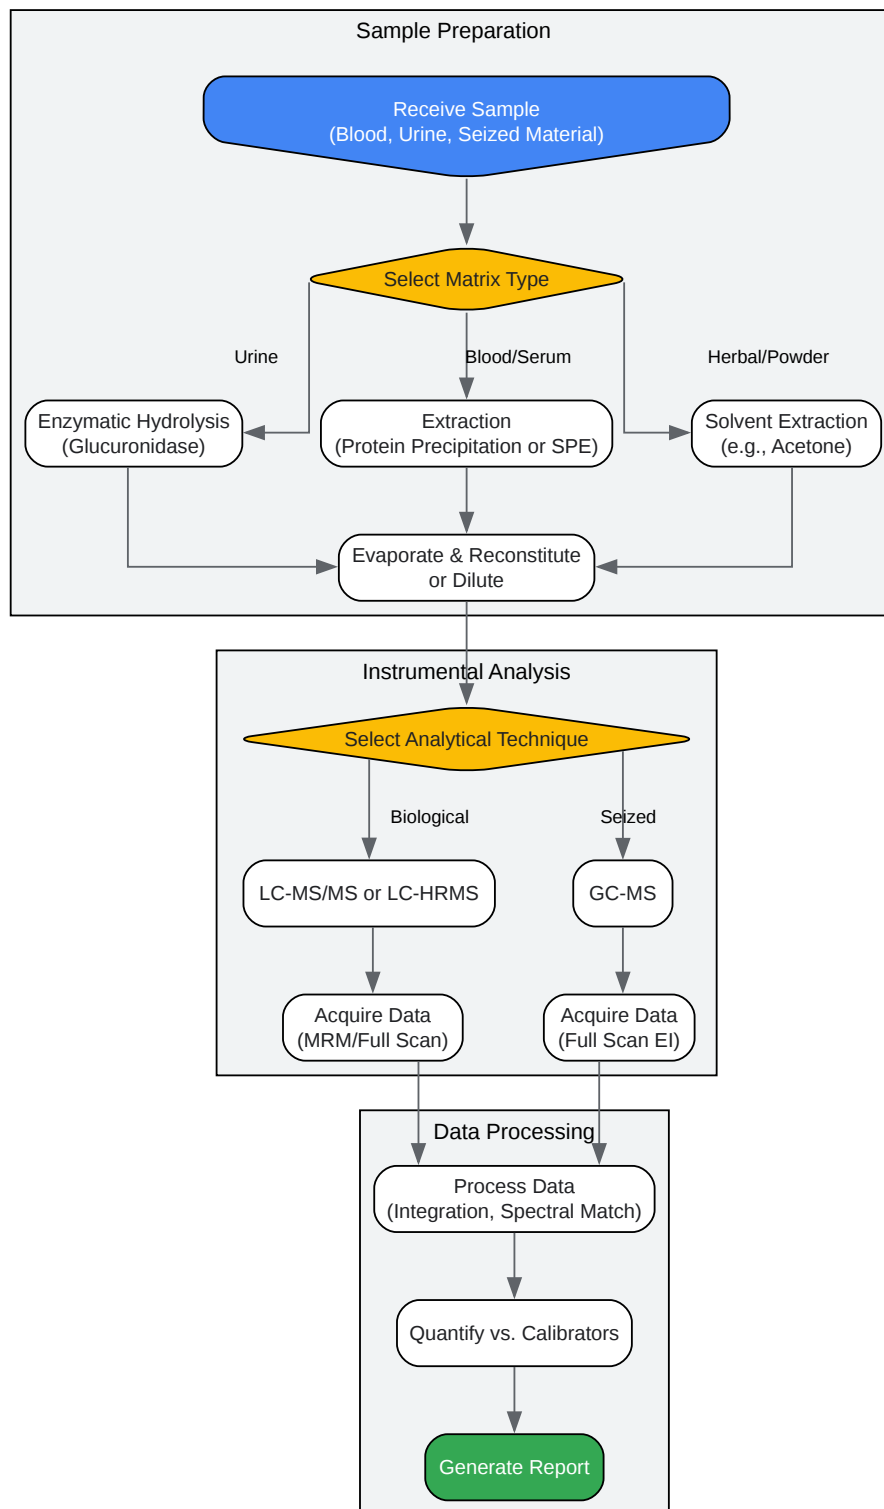 Sample Preparation
Receive Sample
(Blood, Urine, Seized Material)
Select Matrix Type
Urine
Blood/Serum
Herbal/Powder
Enzymatic Hydrolysis
(Glucuronidase)
Extraction
(Protein Precipitation or SPE)
Solvent Extraction
(e.g., Acetone)
Evaporate & Reconstitute
or Dilute
Instrumental Analysis
Select Analytical Technique
Biological
Seized
LC-MS/MS or LC-HRMS
GC-MS
Acquire Data
(MRM/Full Scan)
Acquire Data
(Full Scan EI)
Data Processing
Process Data
(Integration, Spectral Match)
Quantify vs. Calibrators
Generate Report